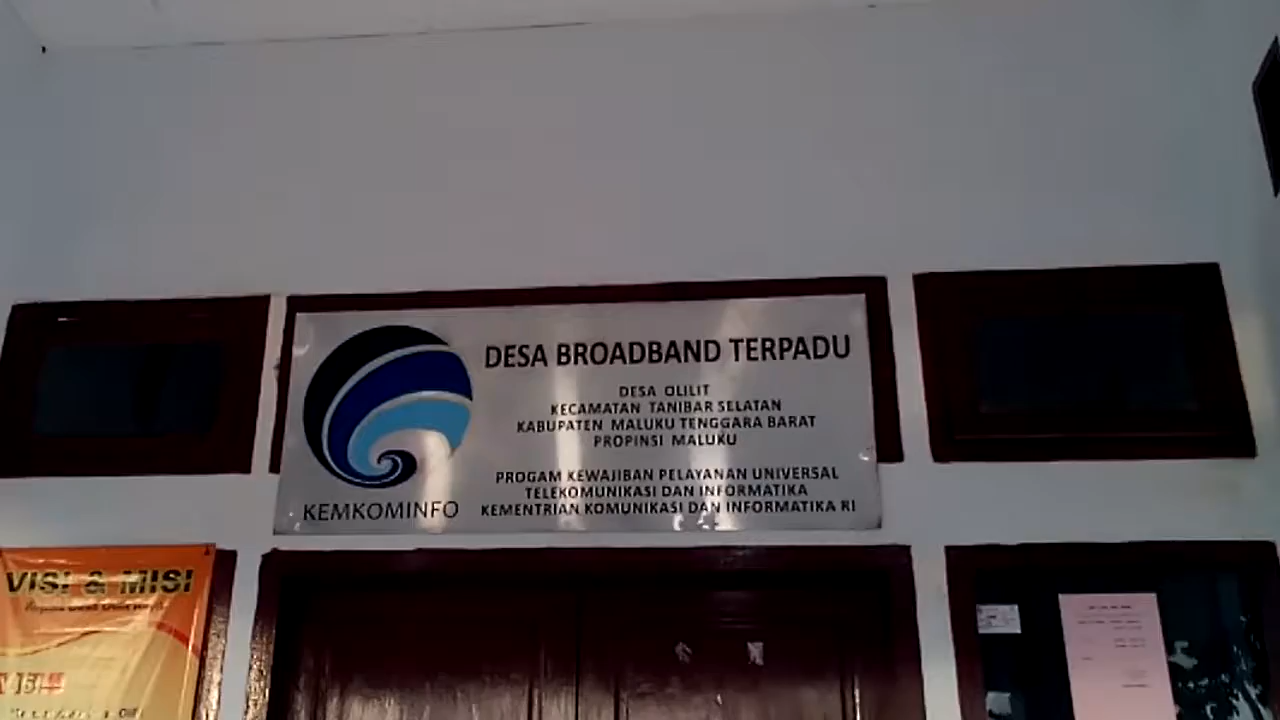 DESA BROADBAND TERPADU
DESA OLILIT
KECAMATAN TANIBAR SELATAN
KABUPATEN MALUKU TENGGARA BARAT
PROPINSI MALUKU
PROGAM KEWAJIBAN PELAYANAN UNIVERSAL
TELEKOMUNIKASI DAN INFORMATIKA
KEMENTRIAN KOMUNIKASI DAN INFORMATIKA RI
KEMKOMINFO
VISI & MISI